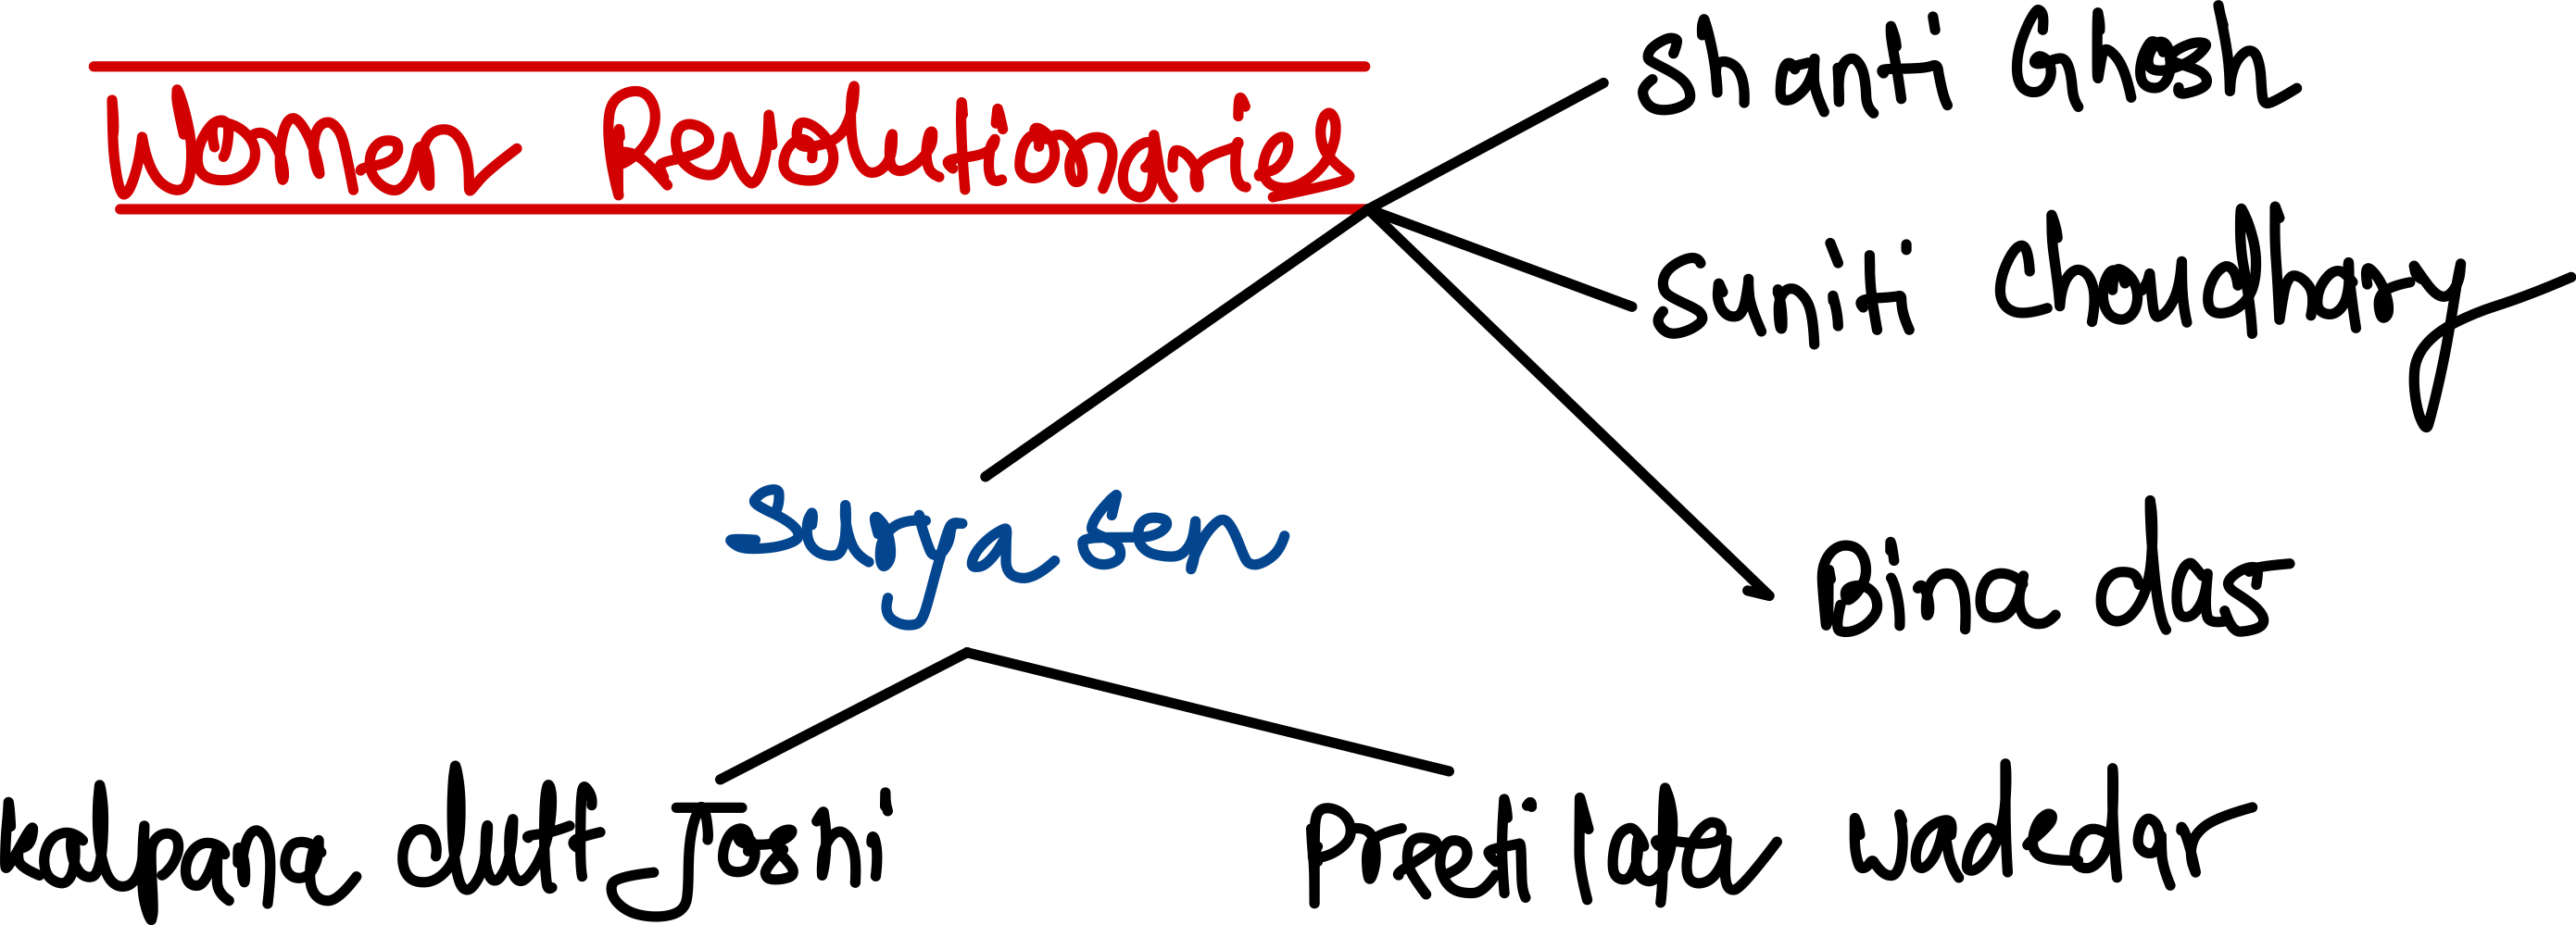 Shanti Ghosh
Women Revolutionaries
Suniti Choudhary
Surya Sen
Bina das
Kalpana dutt Joshi
Preeti lata wadedar